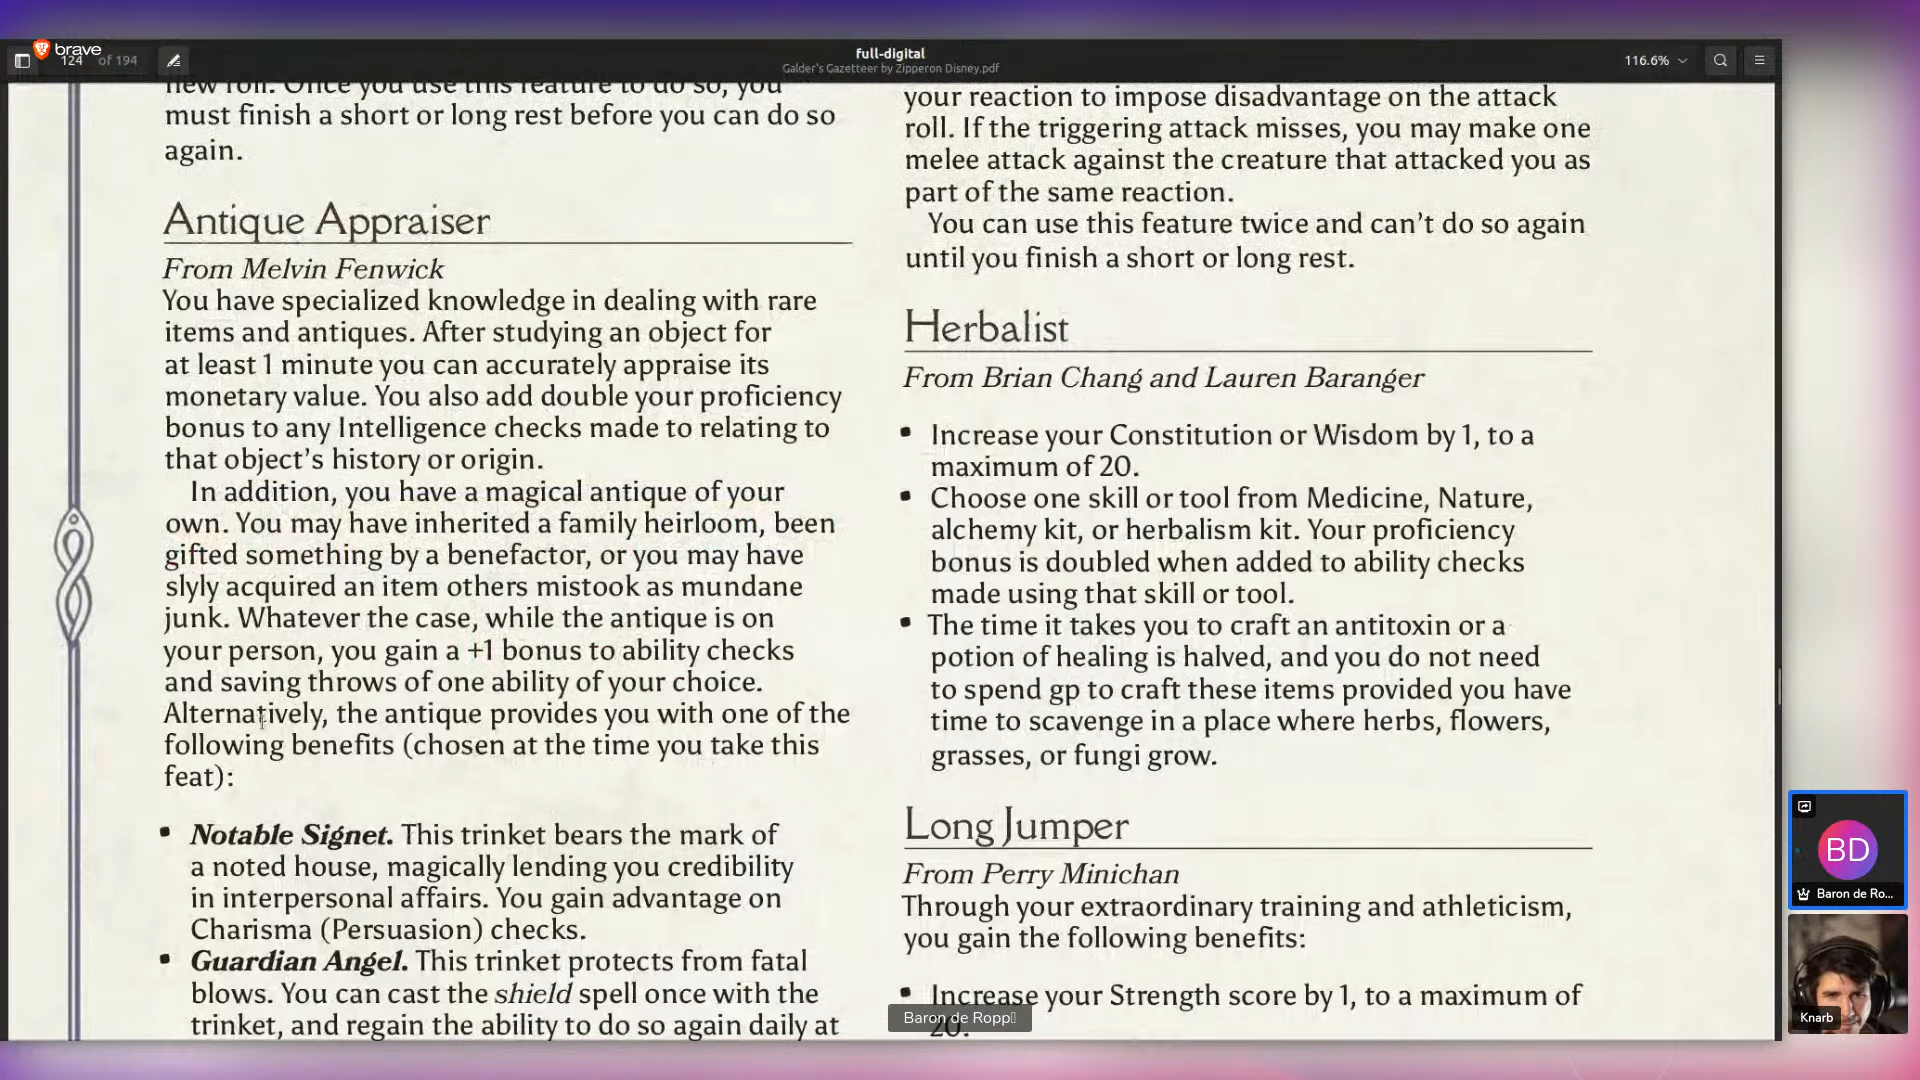 brave
124 of 194
full-digital
Galder's Gazetteer by Zipperon Disney.pdf
116.6%
new roll. Once you use this feature to do so, you
must finish a short or long rest before you can do so
again.
Antique Appraiser
From Melvin Fenwick
You have specialized knowledge in dealing with rare
items and antiques. After studying an object for
at least 1 minute you can accurately appraise its
monetary value. You also add double your proficiency
bonus to any Intelligence checks made to relating to
that object's history or origin.
In addition, you have a magical antique of your
own. You may have inherited a family heirloom, been
gifted something by a benefactor, or you may have
slyly acquired an item others mistook as mundane
junk. Whatever the case, while the antique is on
your person, you gain a +1 bonus to ability checks
and saving throws of one ability of your choice.
Alternatively, the antique provides you with one of the
following benefits (chosen at the time you take this
feat):
• Notable Signet. This trinket bears the mark of
a noted house, magically lending you credibility
in interpersonal affairs. You gain advantage on
Charisma (Persuasion) checks.
• Guardian Angel. This trinket protects from fatal
blows. You can cast the shield spell once with the
trinket, and regain the ability to do so again daily at
your reaction to impose disadvantage on the attack
roll. If the triggering attack misses, you may make one
melee attack against the creature that attacked you as
part of the same reaction.
You can use this feature twice and can't do so again
until you finish a short or long rest.
Herbalist
From Brian Chang and Lauren Baranger
• Increase your Constitution or Wisdom by 1, to a
maximum of 20.
• Choose one skill or tool from Medicine, Nature,
alchemy kit, or herbalism kit. Your proficiency
bonus is doubled when added to ability checks
made using that skill or tool.
• The time it takes you to craft an antitoxin or a
potion of healing is halved, and you do not need
to spend gp to craft these items provided you have
time to scavenge in a place where herbs, flowers,
grasses, or fungi grow.
Long Jumper
From Perry Minichan
Through your extraordinary training and athleticism,
you gain the following benefits:
• Increase your Strength score by 1, to a maximum of
20.
Baron de Ropp
BD
Baron de Ro...
Knarb